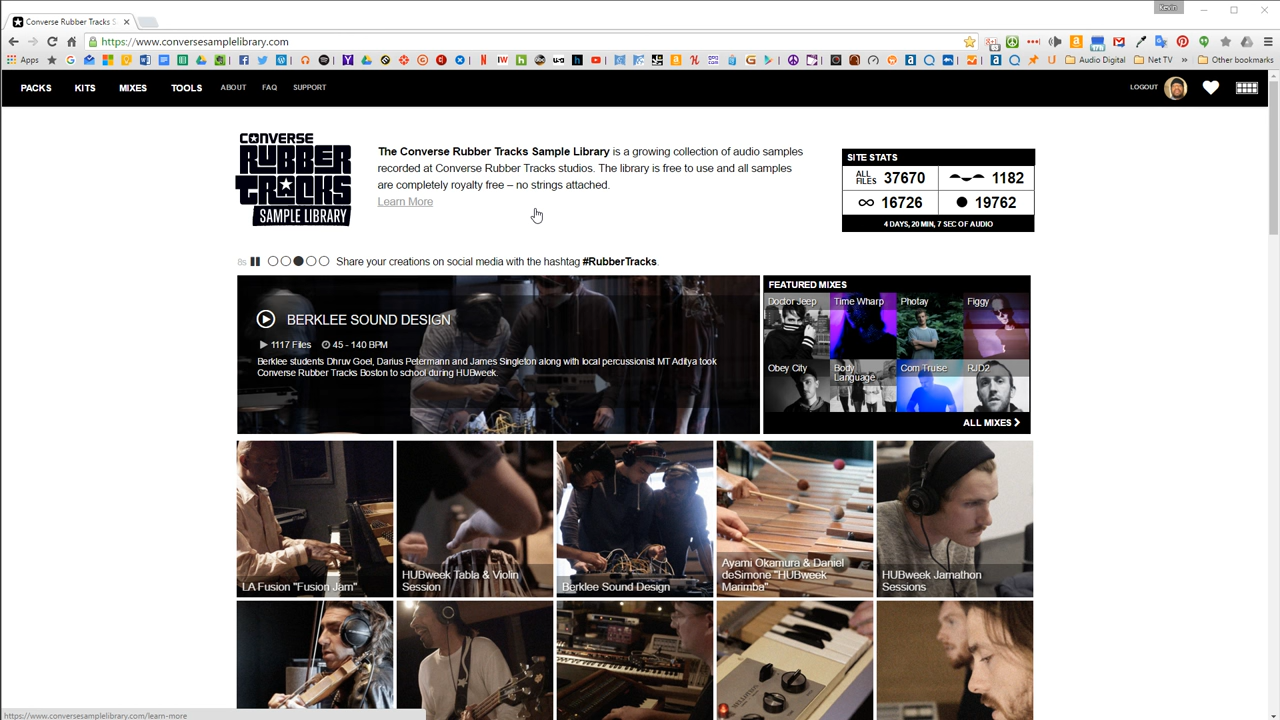 Kevin
Converse Rubber Tracks S
https://www.conversesamplelibrary.com
Apps
Audio Digital
Net TV
»
Other bookmarks
PACKS
KITS
MIXES
TOOLS
ABOUT
FAQ
SUPPORT
LOGOUT
CONVERSE
RUBBER
TRACKS
SAMPLE LIBRARY
The Converse Rubber Tracks Sample Library is a growing collection of audio samples
recorded at Converse Rubber Tracks studios. The library is free to use and all samples
are completely royalty free – no strings attached.
Learn More
SITE STATS
ALL FILES 37670
1182
16726
19762
4 DAYS, 20 MIN, 7 SEC OF AUDIO
8s
Share your creations on social media with the hashtag #RubberTracks.
BERKLEE SOUND DESIGN
1117 Files 45 - 140 BPM
Berklee students Dhruv Goel, Darius Petermann and James Singleton along with local percussionist MT Aditya took
Converse Rubber Tracks Boston to school during HUBweek.
FEATURED MIXES
Doctor Jeep
Time Wharp
Photay
Figgy
Obey City
Body
Language
Com Truise
RJD2
ALL MIXES
LA Fusion "Fusion Jam"
HUBweek Tabla & Violin
Session
Berklee Sound Design
Ayami Okamura & Daniel
deSimone "HUBweek
Marimba"
HUBweek Jamathon
Sessions
https://www.conversesamplelibrary.com/learn-more